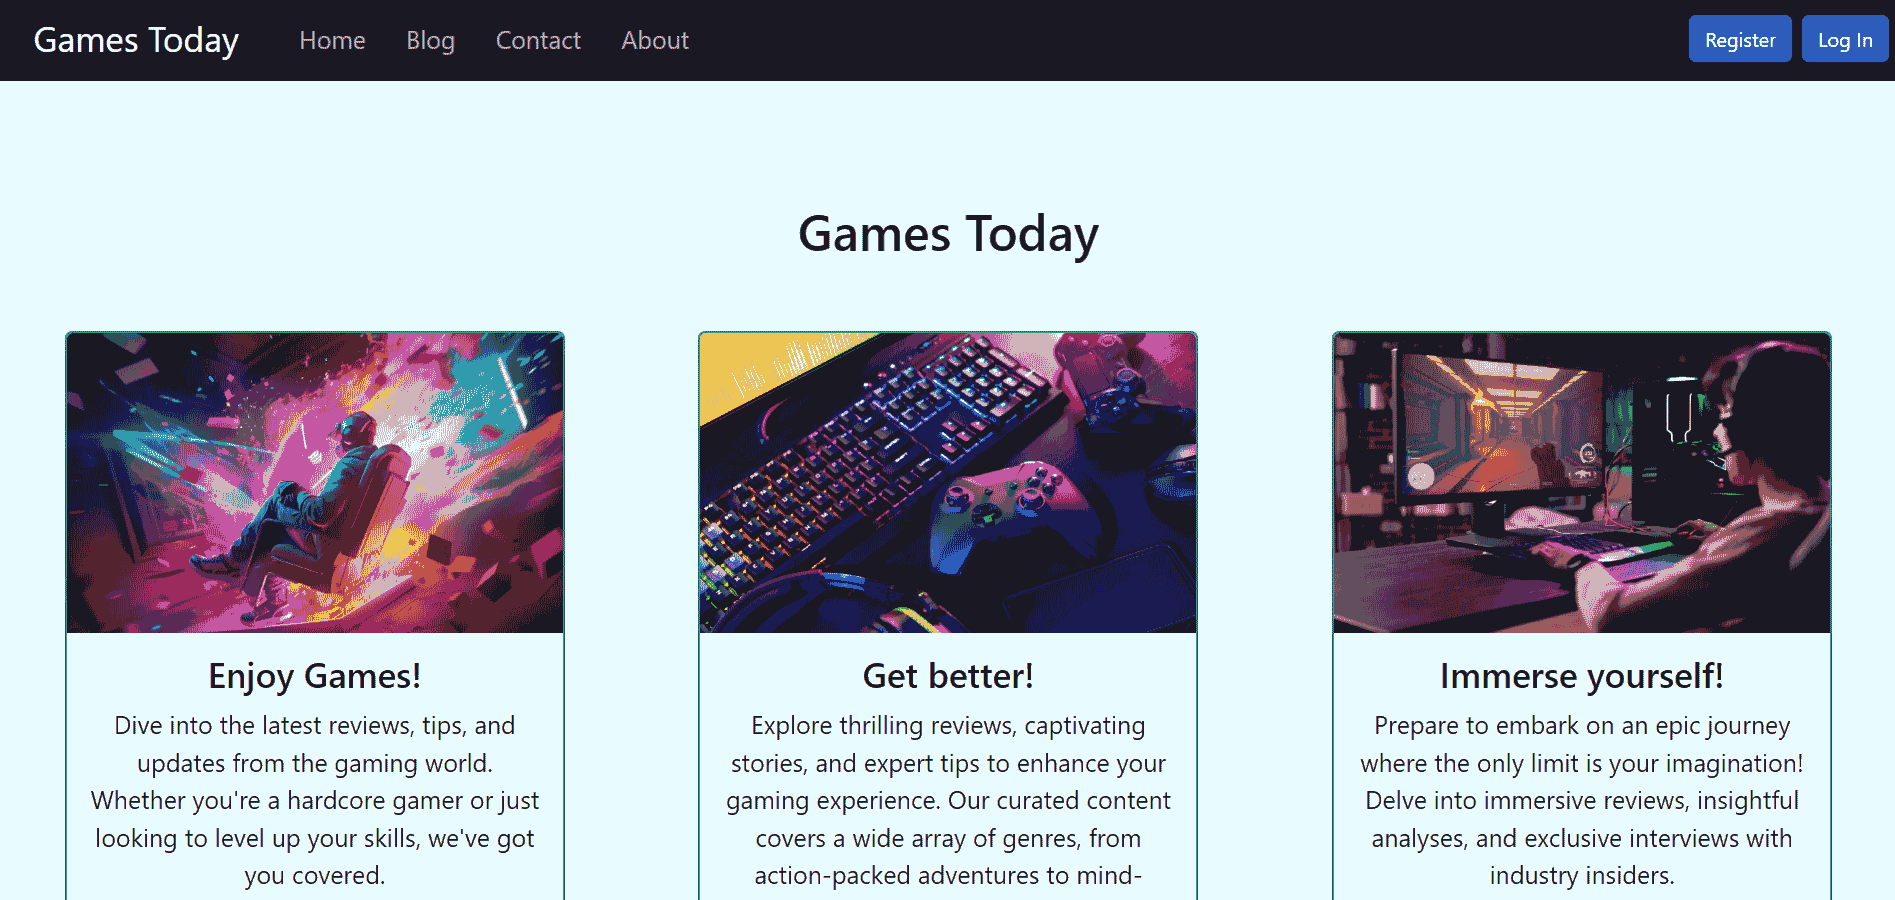 Games Today
Home Blog Contact About
Register Log In
Games Today
Enjoy Games!
Dive into the latest reviews, tips, and
updates from the gaming world.
Whether you're a hardcore gamer or just
looking to level up your skills, we've got
you covered.
Get better!
Explore thrilling reviews, captivating
stories, and expert tips to enhance your
gaming experience. Our curated content
covers a wide array of genres, from
action-packed adventures to mind-
Immerse yourself!
Prepare to embark on an epic journey
where the only limit is your imagination!
Delve into immersive reviews, insightful
analyses, and exclusive interviews with
industry insiders.